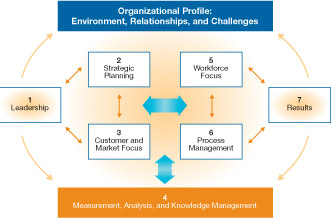 Organizational Profile:
Environment, Relationships, and Challenges
2
Strategic
Planning
5
Workforce
Focus
1
Leadership
7
Results
3
Customer and
Market Focus
6
Process
Management
4
Measurement, Analysis, and Knowledge Management